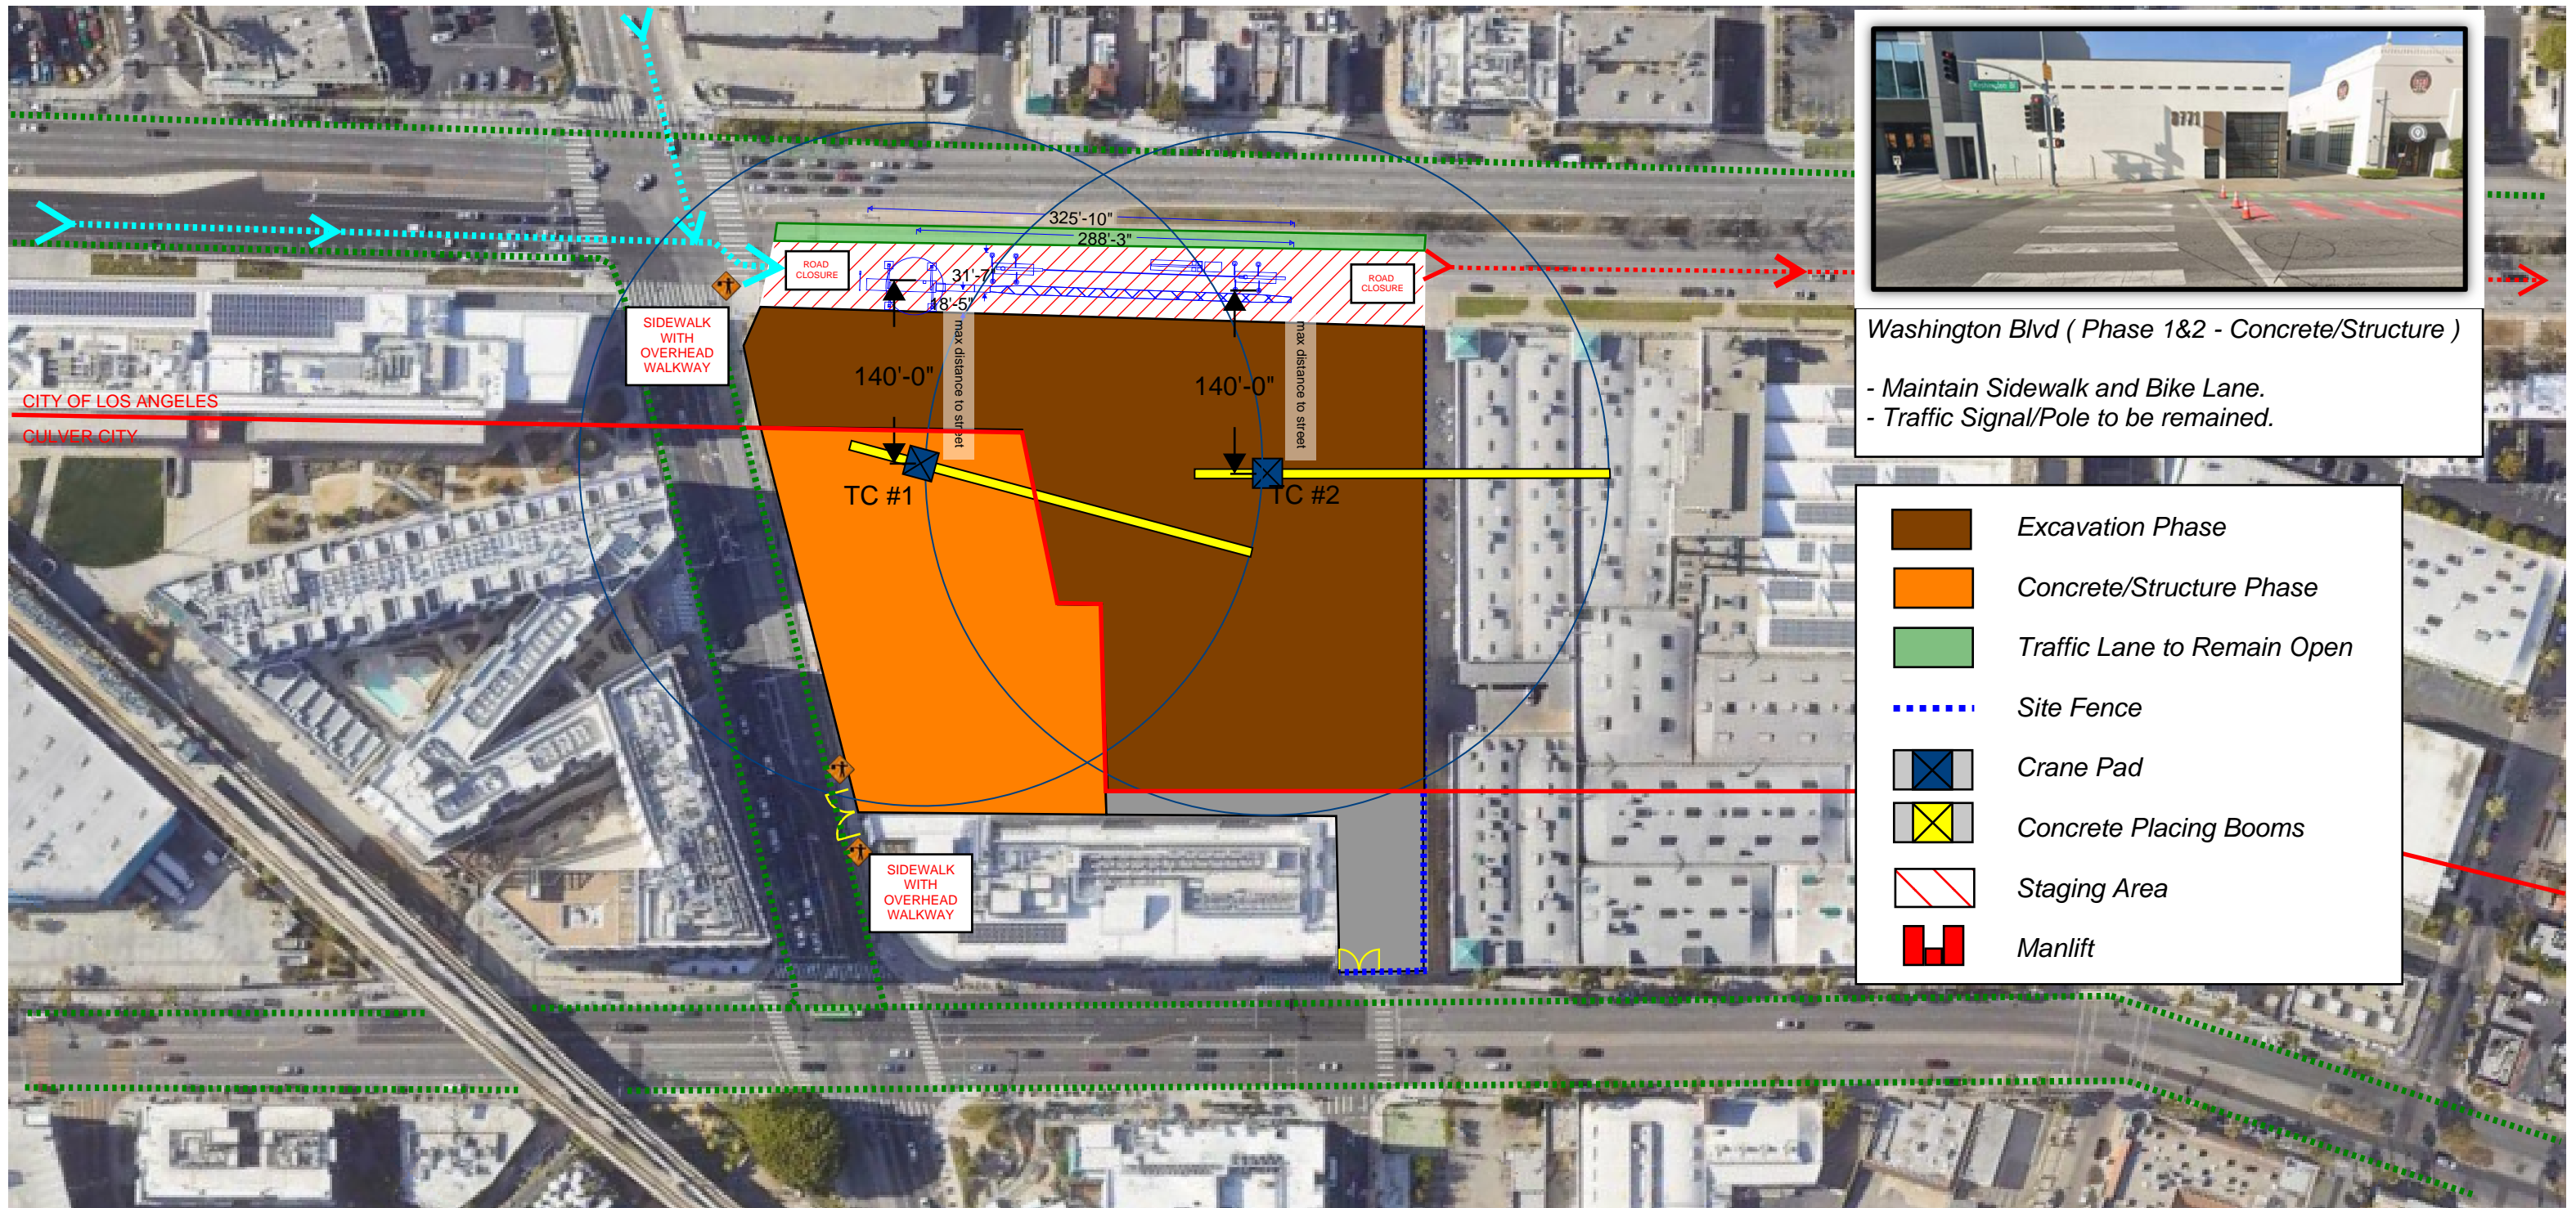 325'-10"
288'-3"
31'-7"
18'-5"
ROAD
CLOSURE
ROAD
CLOSURE
SIDEWALK
WITH
OVERHEAD
WALKWAY
max distance to street
max distance to street
140'-0"
140'-0"
CITY OF LOS ANGELES
CULVER CITY
TC #1
TC #2
SIDEWALK
WITH
OVERHEAD
WALKWAY
Washington Blvd ( Phase 1&2 - Concrete/Structure )
- Maintain Sidewalk and Bike Lane.
- Traffic Signal/Pole to be remained.
Excavation Phase
Concrete/Structure Phase
Traffic Lane to Remain Open
Site Fence
Crane Pad
Concrete Placing Booms
Staging Area
Manlift